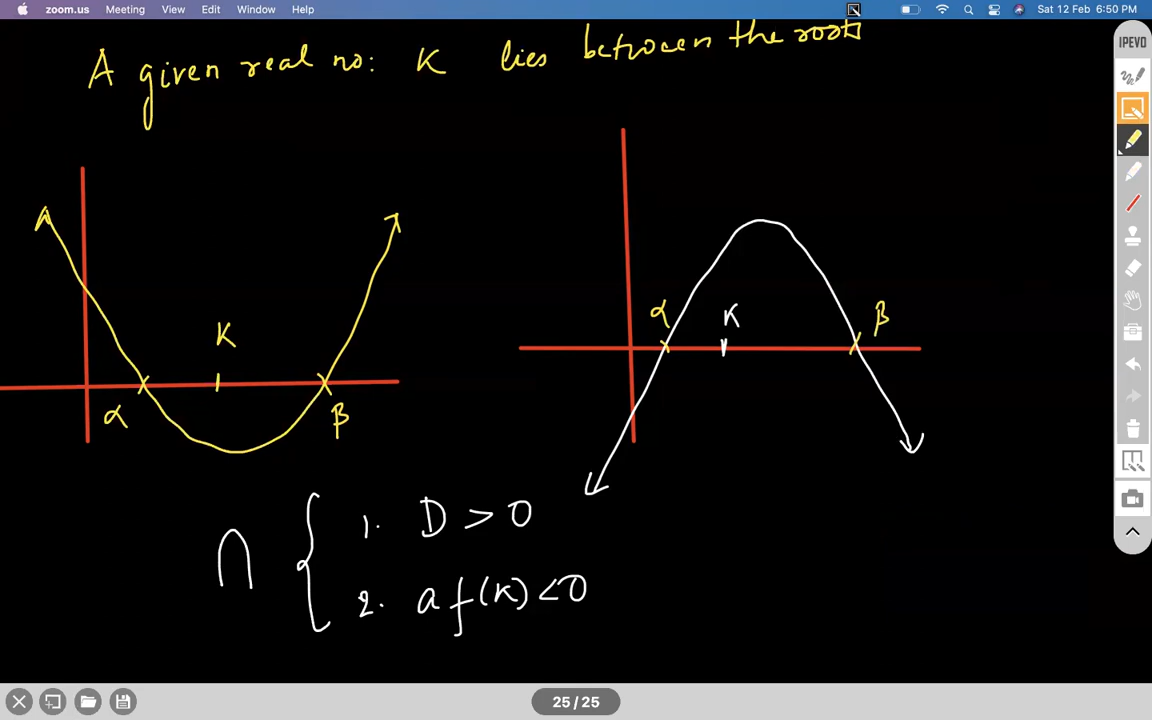 zoom.us Meeting View Edit Window Help Sat 12 Feb 6:50 PM
IPEVO
A given real no: K lies between the roots
K
α β
α K β
∩ { 1. D > 0
2. a f(K) < 0
25 / 25